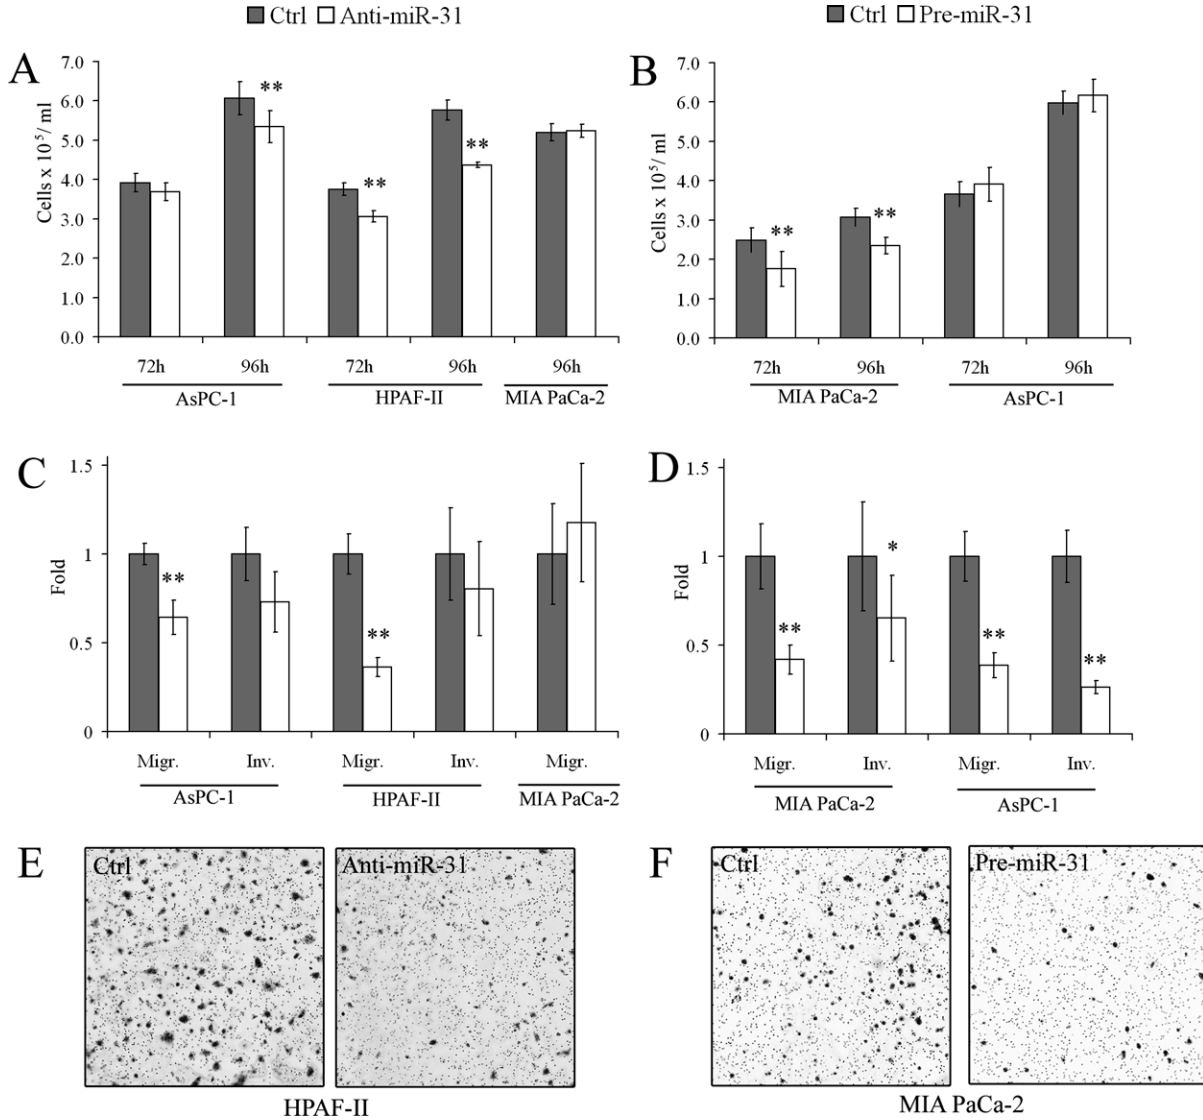 Ctrl Anti-miR-31
Ctrl Pre-miR-31
A
Cells x 10⁵/ ml
7.0
6.0
5.0
4.0
3.0
2.0
1.0
0.0
** ** **
72h 96h 72h 96h 96h
AsPC-1 HPAF-II MIA PaCa-2
B
Cells x 10⁵/ ml
7.0
6.0
5.0
4.0
3.0
2.0
1.0
0.0
** **
72h 96h 72h 96h
MIA PaCa-2 AsPC-1
C
Fold
1.5
1
0.5
0
** **
Migr. Inv. Migr. Inv. Migr.
AsPC-1 HPAF-II MIA PaCa-2
D
Fold
1.5
1
0.5
0
** * ** **
Migr. Inv. Migr. Inv.
MIA PaCa-2 AsPC-1
E
Ctrl Anti-miR-31
HPAF-II
F
Ctrl Pre-miR-31
MIA PaCa-2